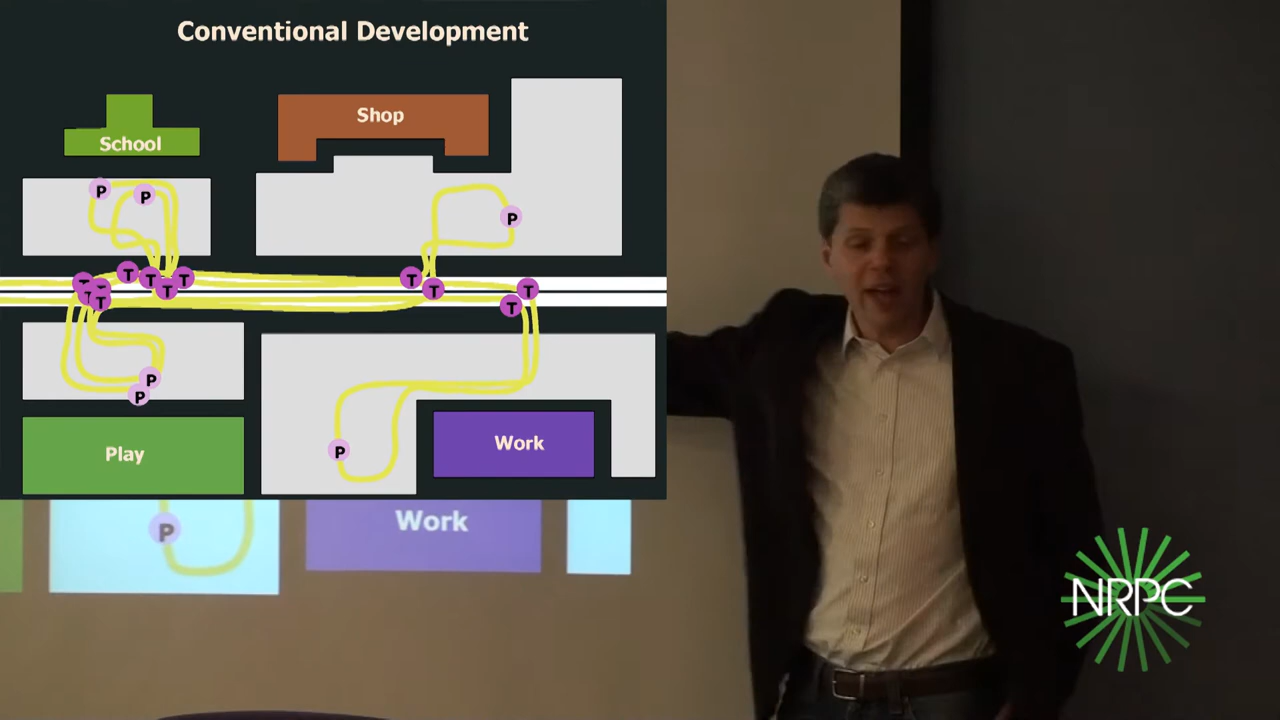 Conventional Development
School
Shop
P P
P
T T T T T
T T T
T T T
P
P
Play
Work
P
P
Work
NRPC